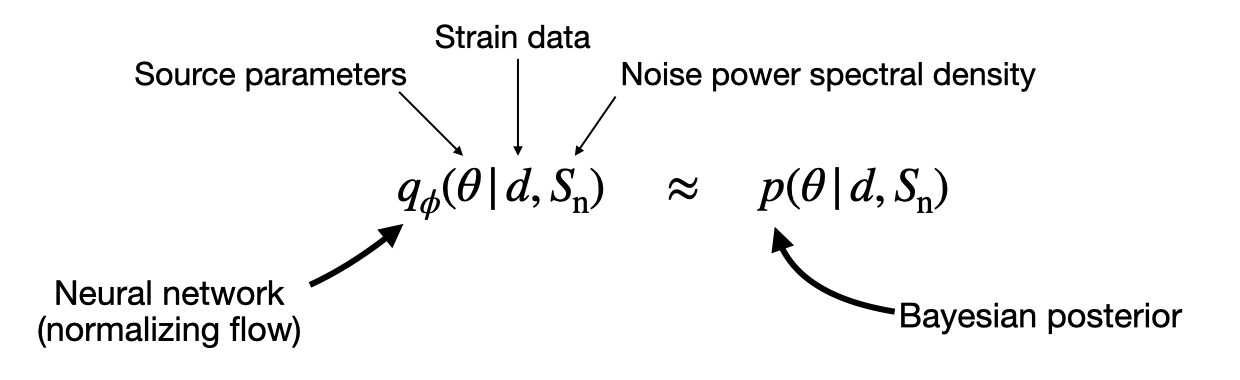 Strain data
Source parameters
Noise power spectral density
qϕ(θ|d, Sn) ≈ p(θ|d, Sn)
Neural network
(normalizing flow)
Bayesian posterior